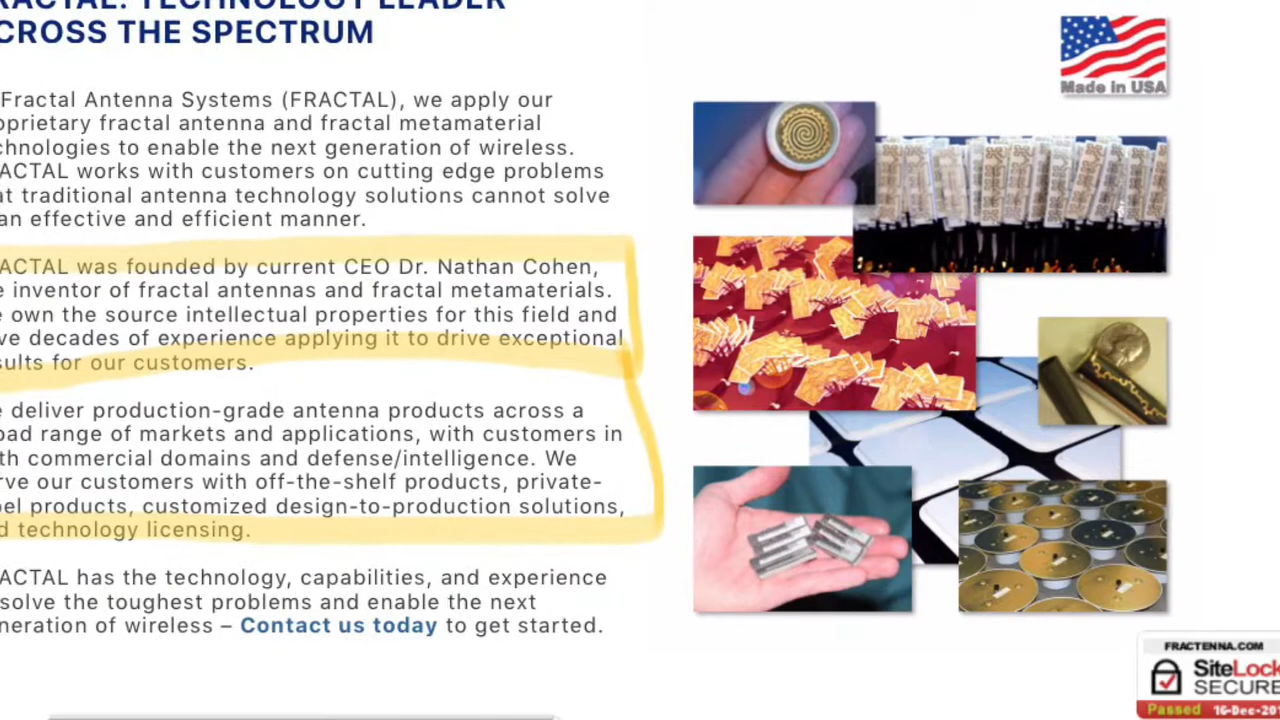 RACTAL: TECHNOLOGY LEADER
CROSS THE SPECTRUM
Fractal Antenna Systems (FRACTAL), we apply our
oprietary fractal antenna and fractal metamaterial
chnologies to enable the next generation of wireless.
ACTAL works with customers on cutting edge problems
at traditional antenna technology solutions cannot solve
an effective and efficient manner.
ACTAL was founded by current CEO Dr. Nathan Cohen,
e inventor of fractal antennas and fractal metamaterials.
e own the source intellectual properties for this field and
ve decades of experience applying it to drive exceptional
sults for our customers.
e deliver production-grade antenna products across a
oad range of markets and applications, with customers in
th commercial domains and defense/intelligence. We
rve our customers with off-the-shelf products, private-
el products, customized design-to-production solutions,
d technology licensing.
ACTAL has the technology, capabilities, and experience
solve the toughest problems and enable the next
neration of wireless – Contact us today to get started.
Made in USA
FRACTENNA.COM
SiteLock
SECURE
Passed 16-Dec-201